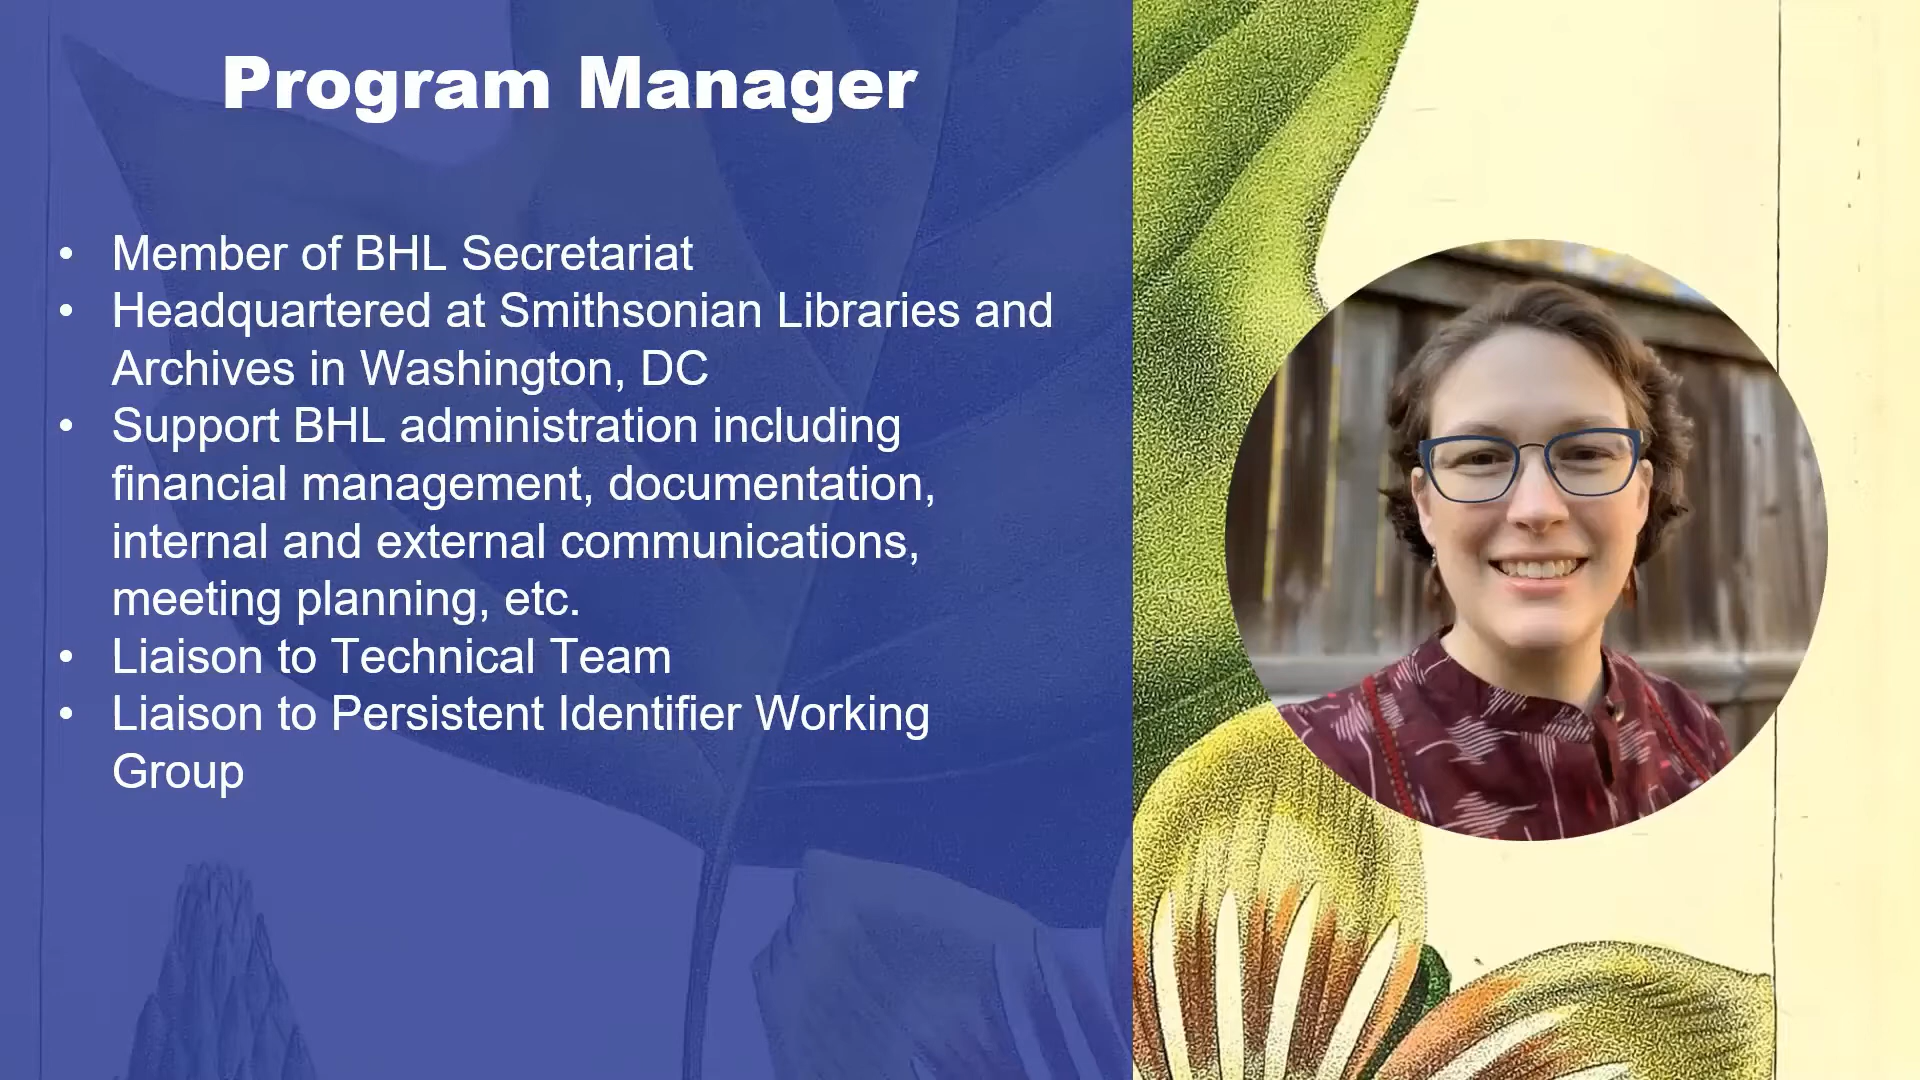 Program Manager
• Member of BHL Secretariat
• Headquartered at Smithsonian Libraries and
Archives in Washington, DC
• Support BHL administration including
financial management, documentation,
internal and external communications,
meeting planning, etc.
• Liaison to Technical Team
• Liaison to Persistent Identifier Working
Group